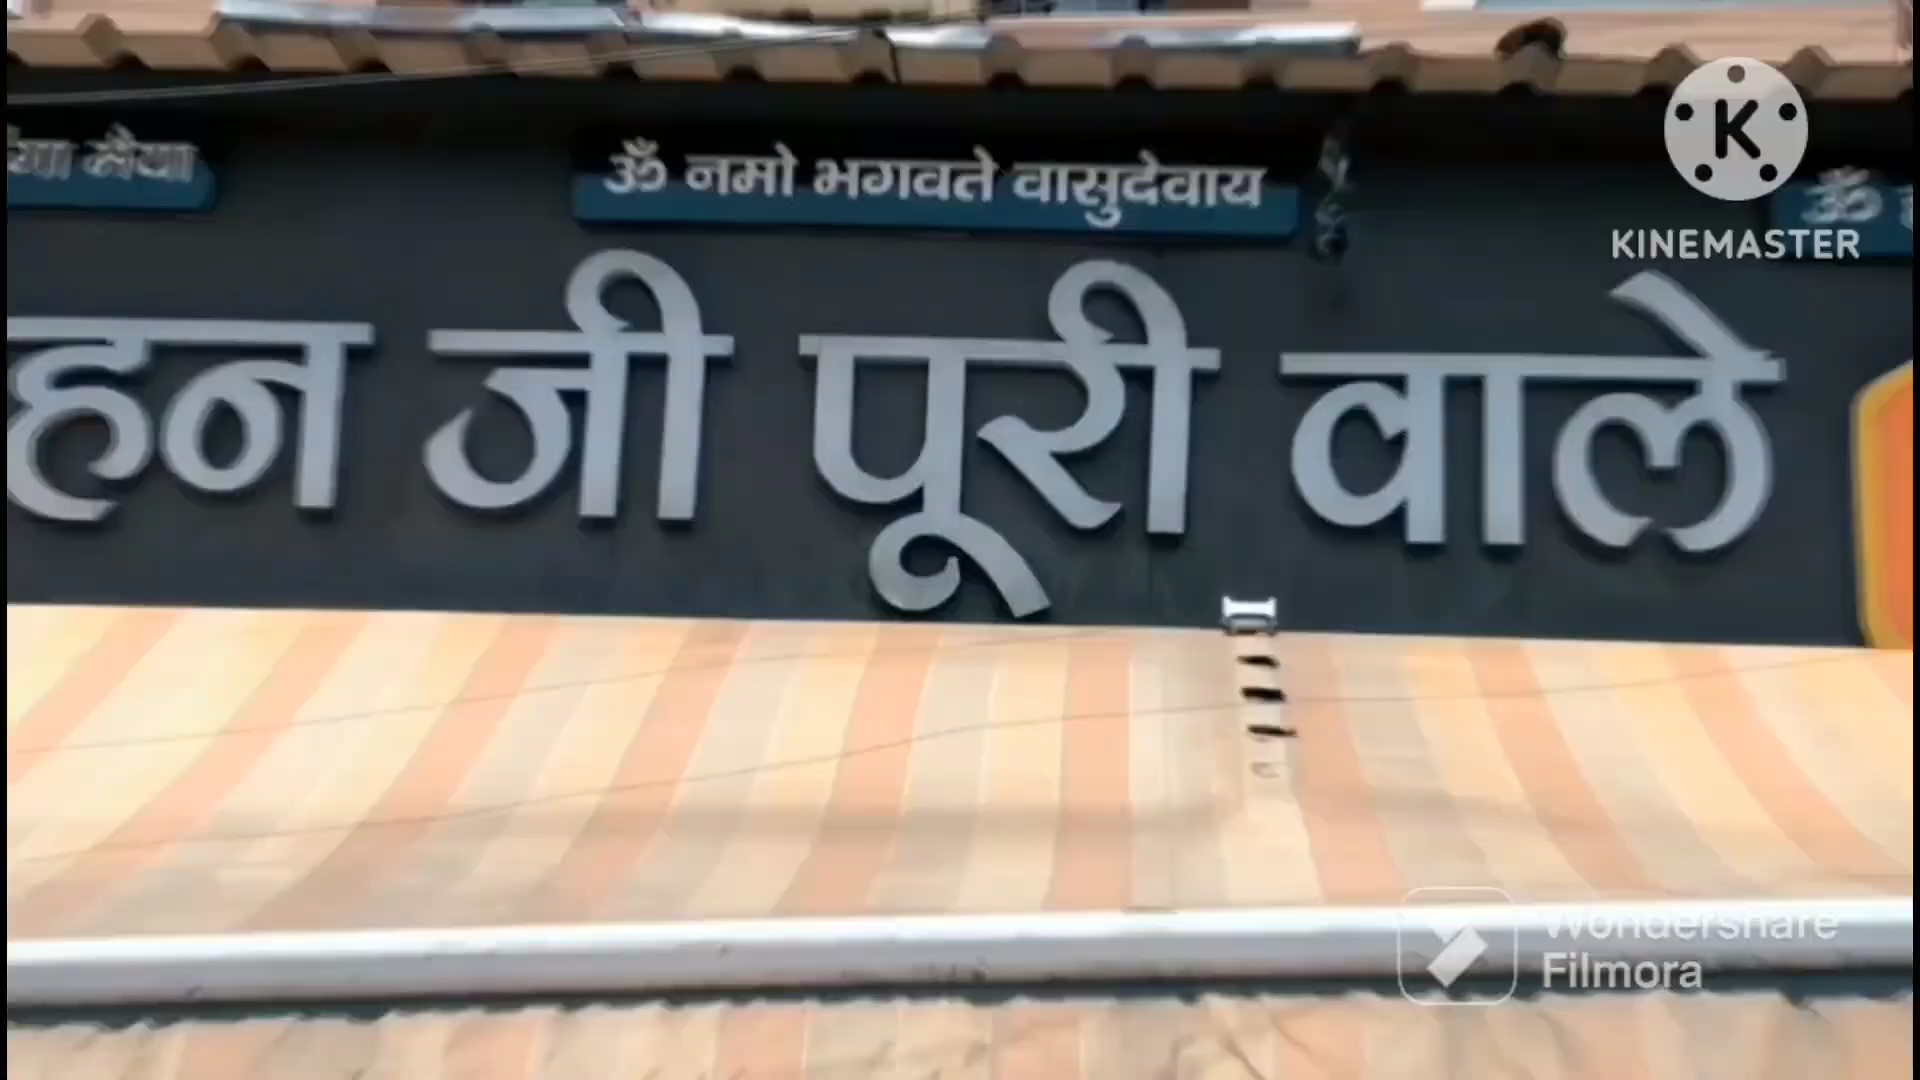 मैया
ॐ नमो भगवते वासुदेवाय
ॐ
हन जी पूरी वाले
K
KINEMASTER
Wondershare
Filmora